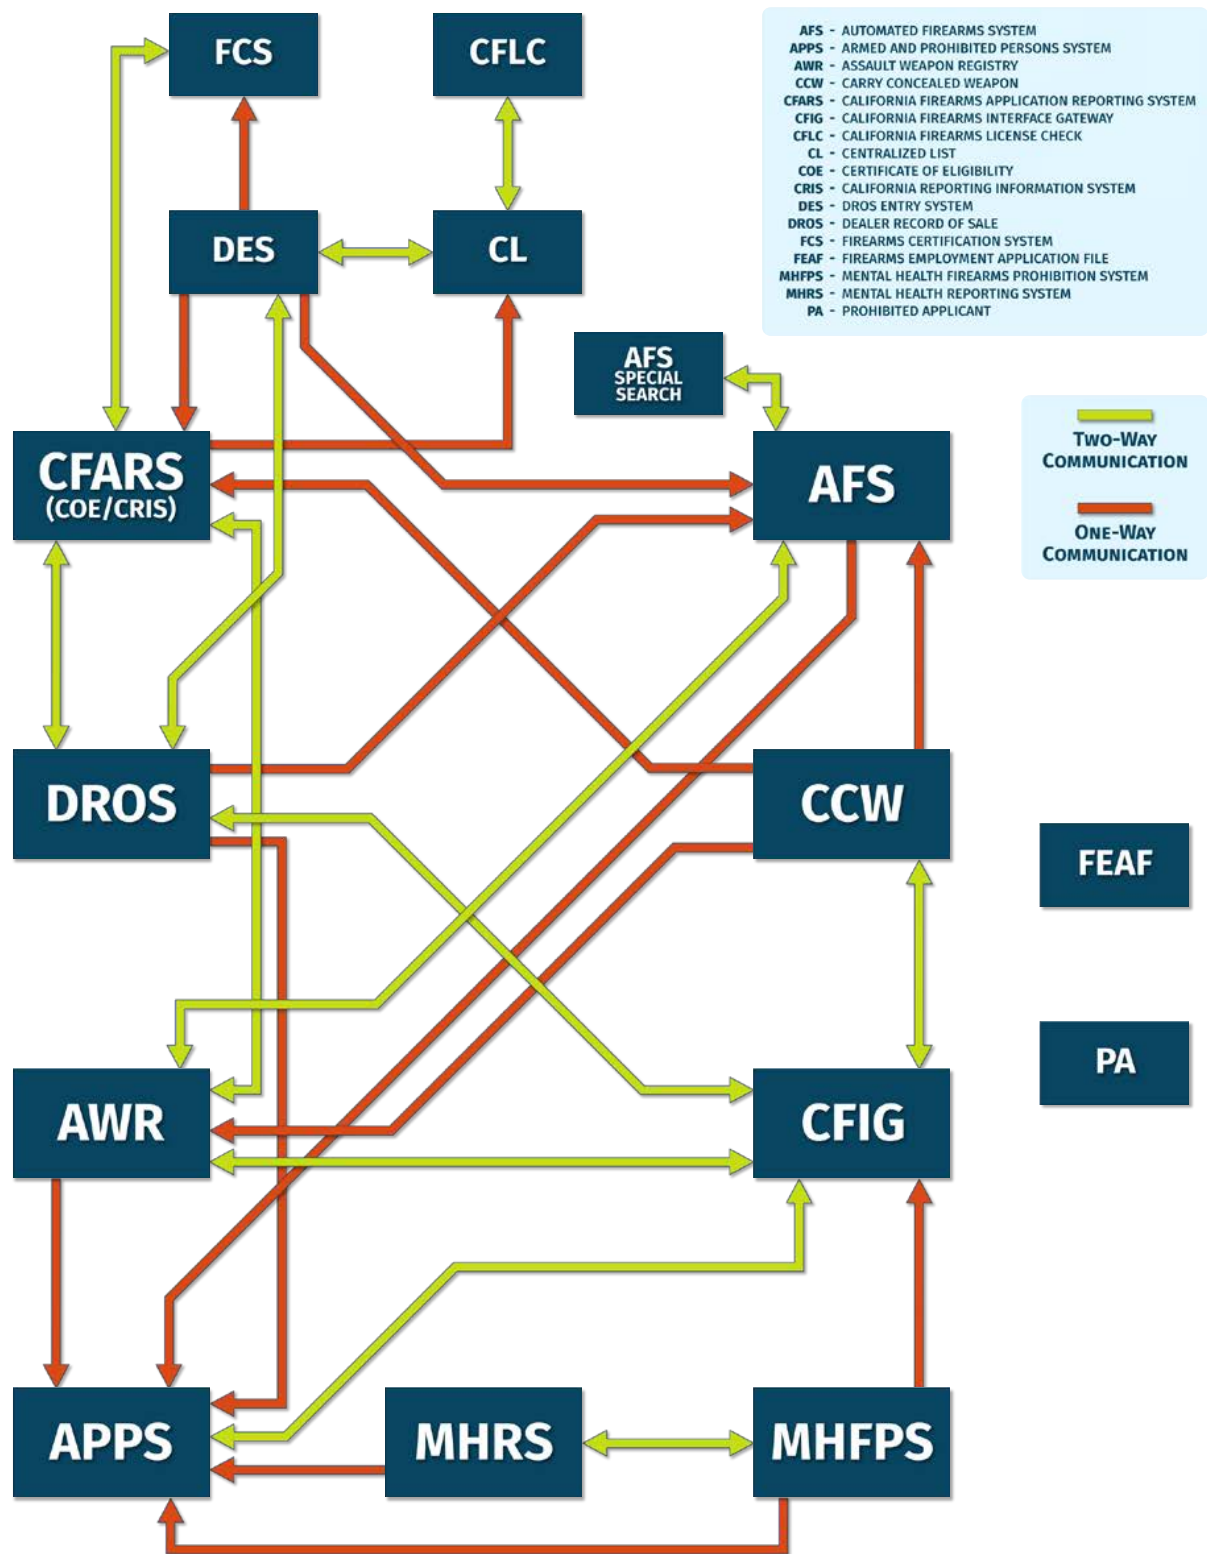 FCS
CFLC
AFS - AUTOMATED FIREARMS SYSTEM
APPS - ARMED AND PROHIBITED PERSONS SYSTEM
AWR - ASSAULT WEAPON REGISTRY
CCW - CARRY CONCEALED WEAPON
CFARS - CALIFORNIA FIREARMS APPLICATION REPORTING SYSTEM
CFIG - CALIFORNIA FIREARMS INTERFACE GATEWAY
CFLC - CALIFORNIA FIREARMS LICENSE CHECK
CL - CENTRALIZED LIST
COE - CERTIFICATE OF ELIGIBILITY
CRIS - CALIFORNIA REPORTING INFORMATION SYSTEM
DES - DROS ENTRY SYSTEM
DROS - DEALER RECORD OF SALE
FCS - FIREARMS CERTIFICATION SYSTEM
FEAF - FIREARMS EMPLOYMENT APPLICATION FILE
MHFPS - MENTAL HEALTH FIREARMS PROHIBITION SYSTEM
MHRS - MENTAL HEALTH REPORTING SYSTEM
PA - PROHIBITED APPLICANT
DES
CL
AFS
SPECIAL
SEARCH
TWO-WAY
COMMUNICATION
ONE-WAY
COMMUNICATION
CFARS
(COE/CRIS)
AFS
DROS
CCW
FEAF
PA
AWR
CFIG
APPS
MHRS
MHFPS